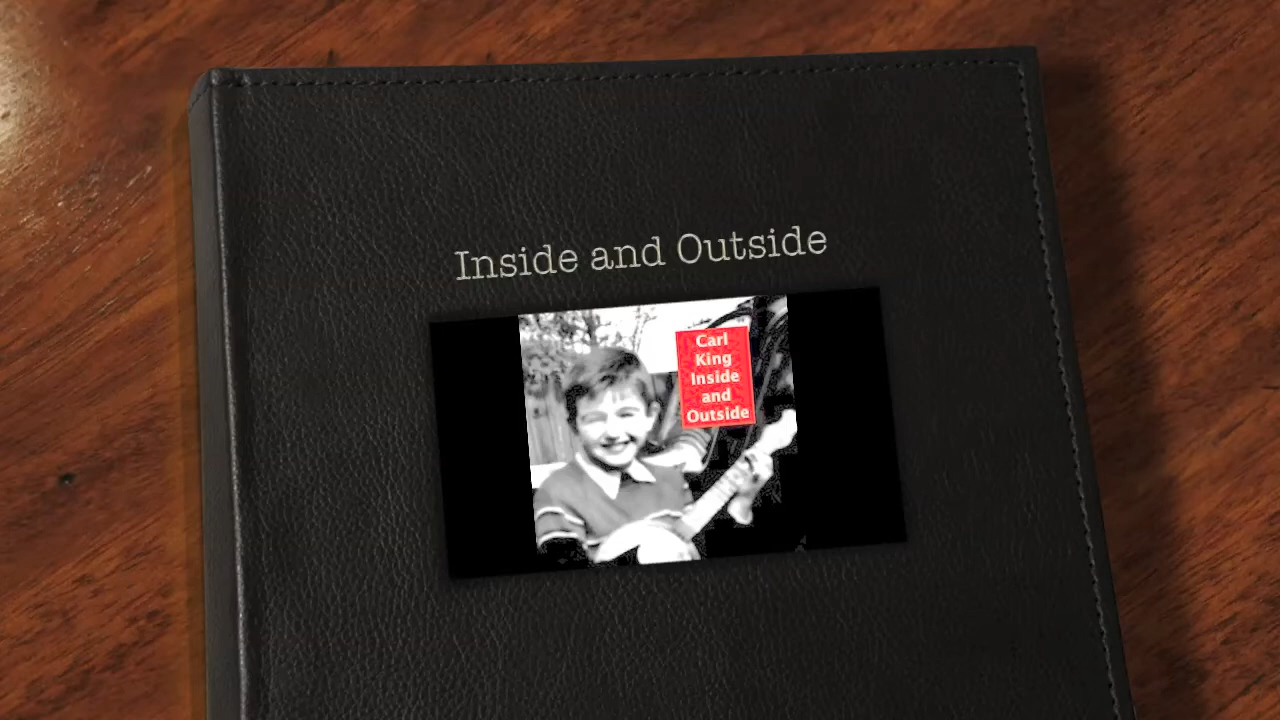 Inside and Outside
Carl
King
Inside
and
Outside